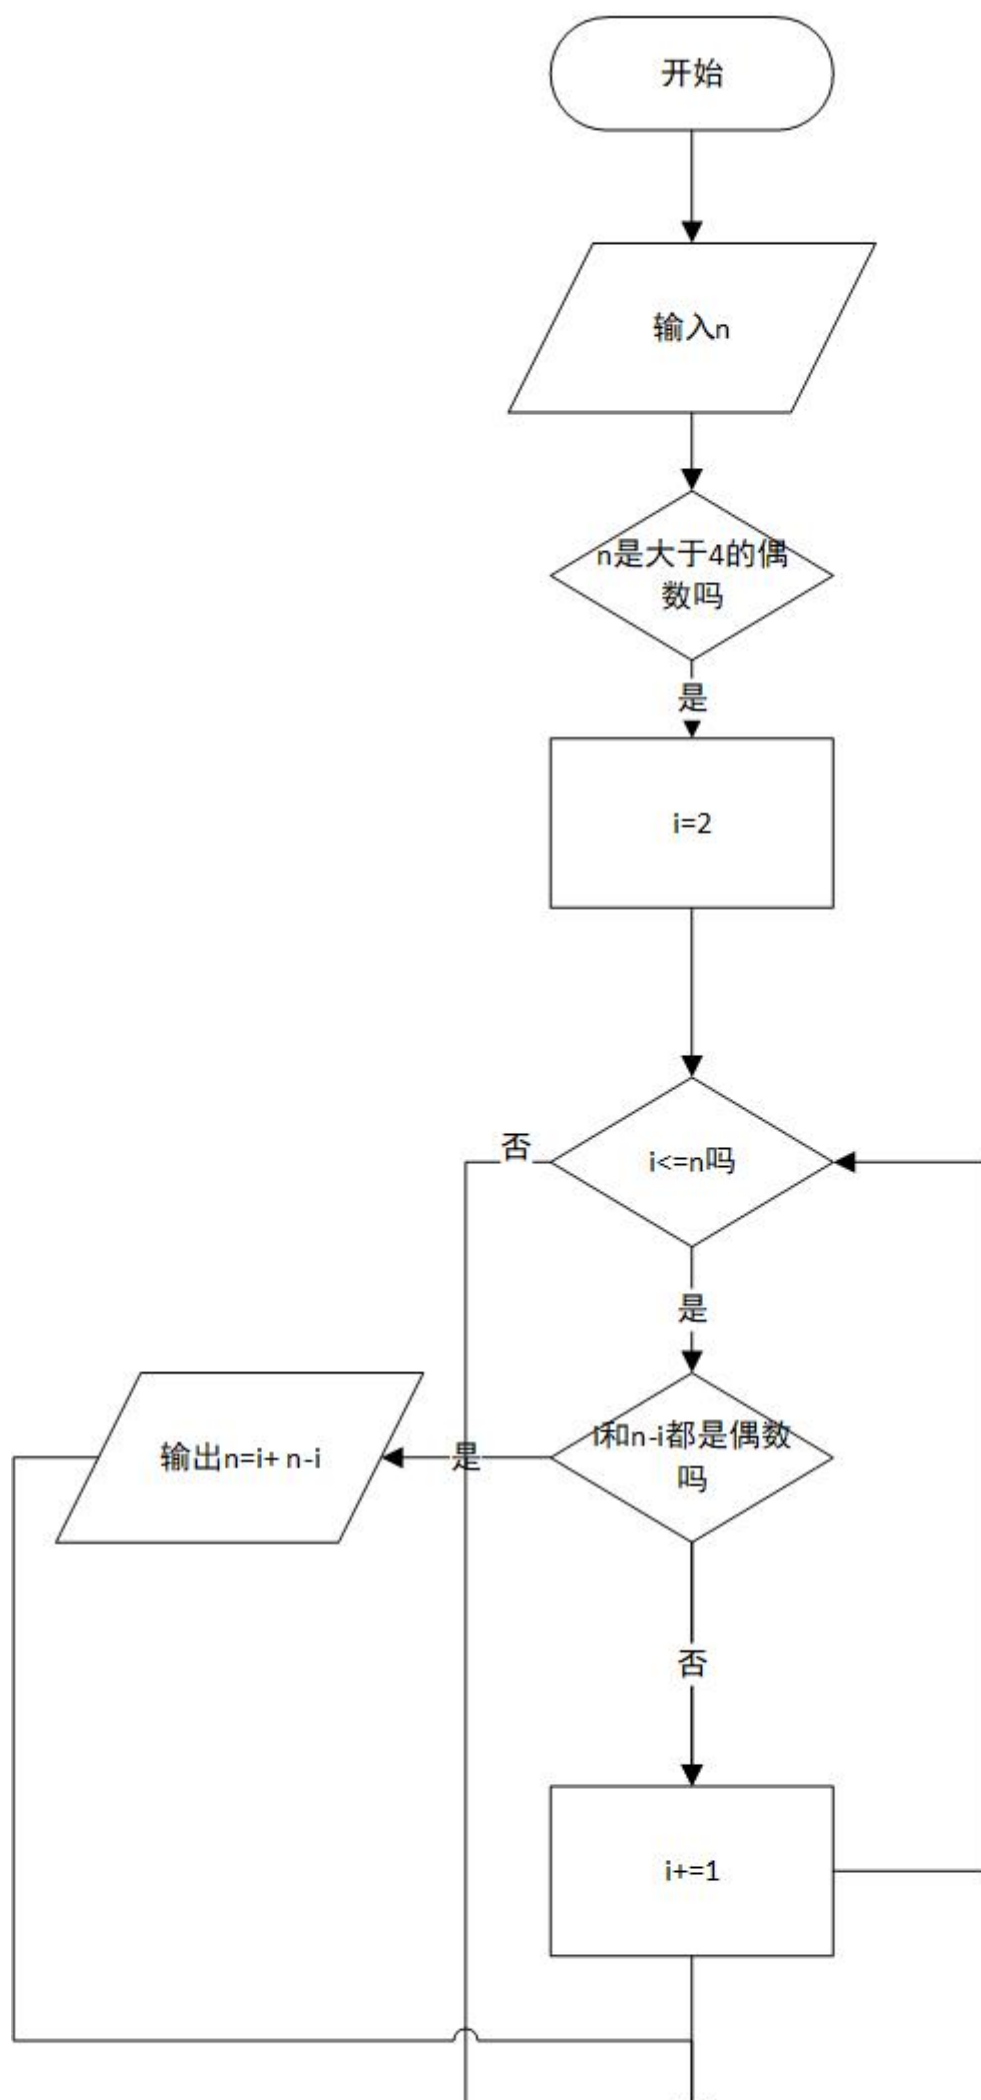 开始
输入n
n是大于4的偶
数吗
是
i=2
否
i<=n吗
是
输出n=i+ n-i
是
i和n-i都是偶数
吗
否
i+=1